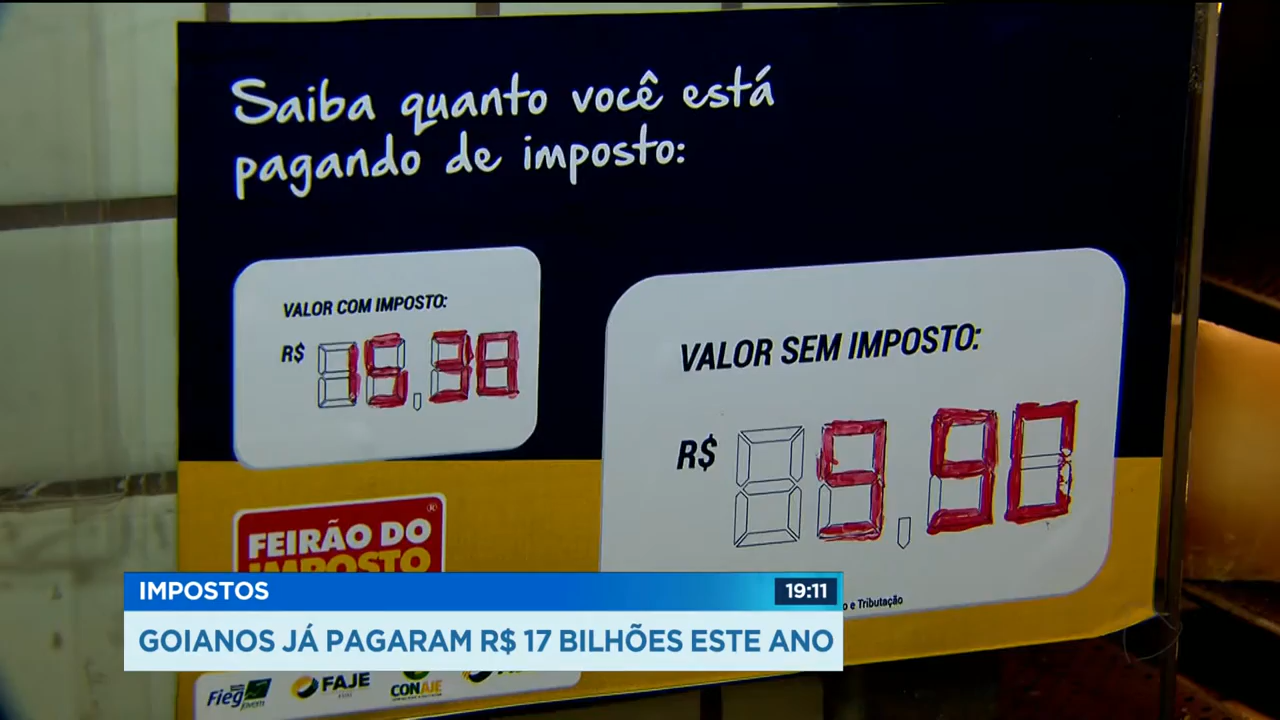 Saiba quanto você está
pagando de imposto:
VALOR COM IMPOSTO:
R$ 15,38
VALOR SEM IMPOSTO:
R$ 9,90
FEIRÃO DO
IMPOSTO
e Tributação
IMPOSTOS
19:11
GOIANOS JÁ PAGARAM R$ 17 BILHÕES ESTE ANO
Fieg
jovem
FAJE
CONAJE